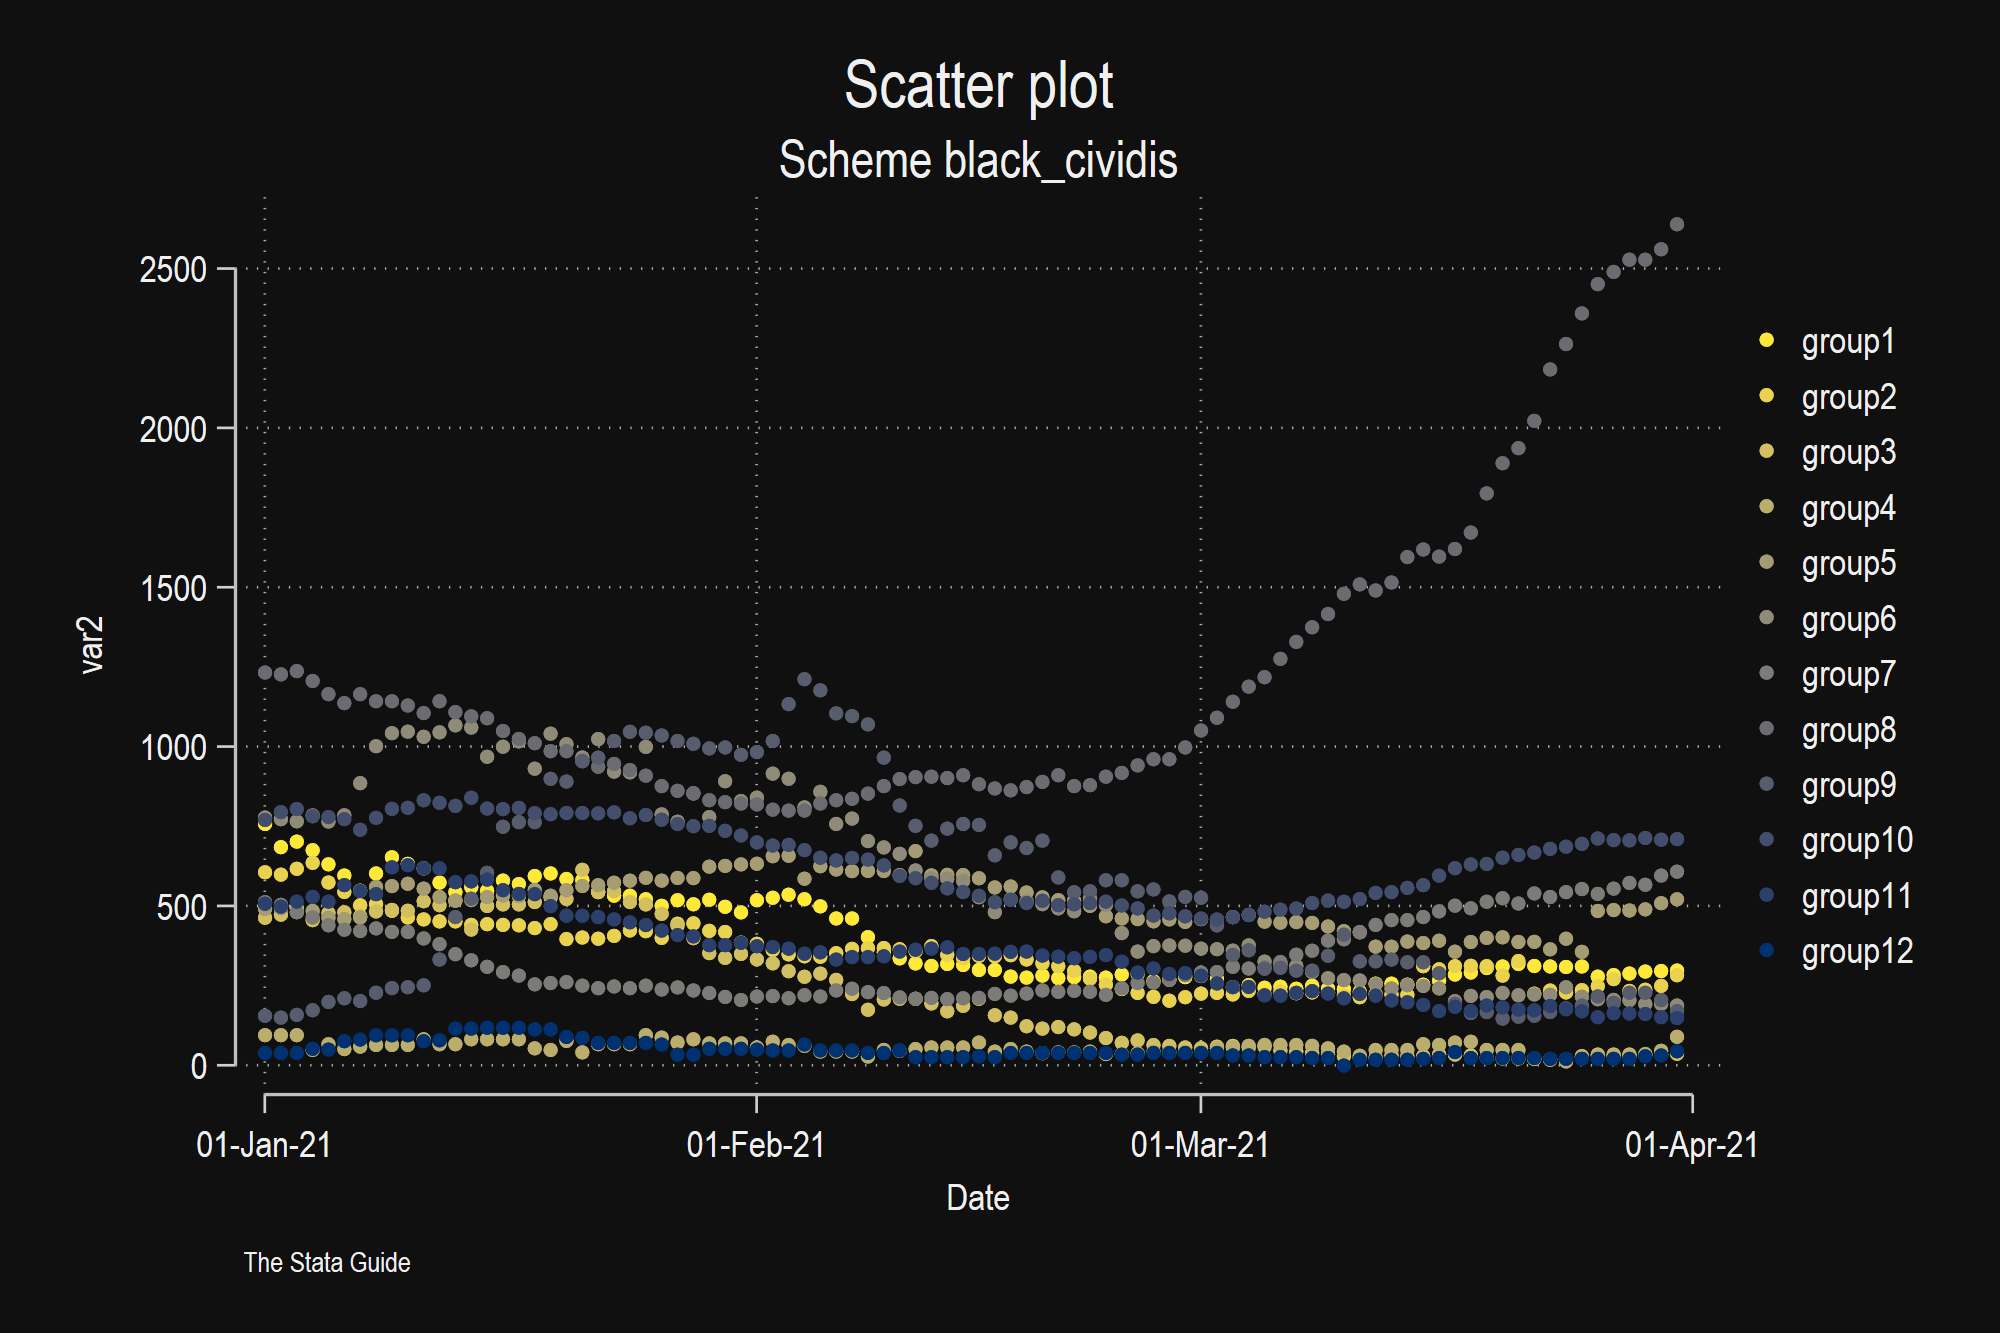 Scatter plot
Scheme black_cividis
2500
2000
1500
1000
500
0
var2
01-Jan-21
01-Feb-21
01-Mar-21
01-Apr-21
Date
group1
group2
group3
group4
group5
group6
group7
group8
group9
group10
group11
group12
The Stata Guide